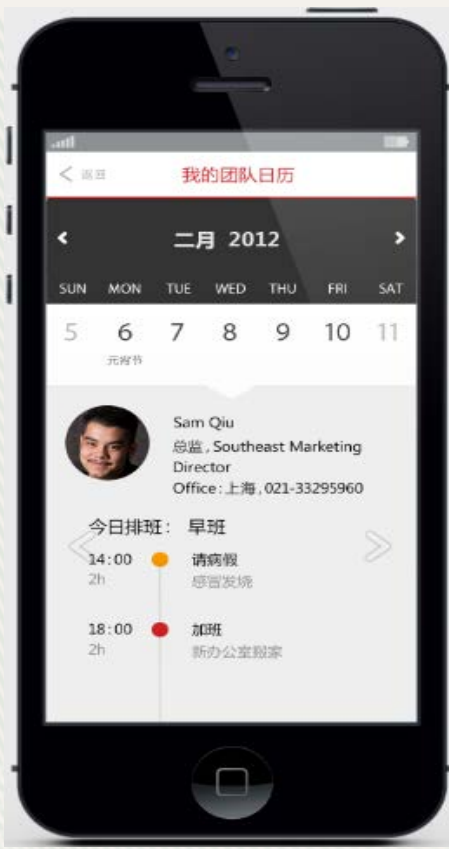 返回 我的团队日历
二月 2012
SUN MON TUE WED THU FRI SAT
5 6 7 8 9 10 11
元宵节
Sam Qiu
总监,Southeast Marketing
Director
Office:上海,021-33295960
今日排班: 早班
14:00 请病假
2h 感冒发烧
18:00 加班
2h 新办公室搬家